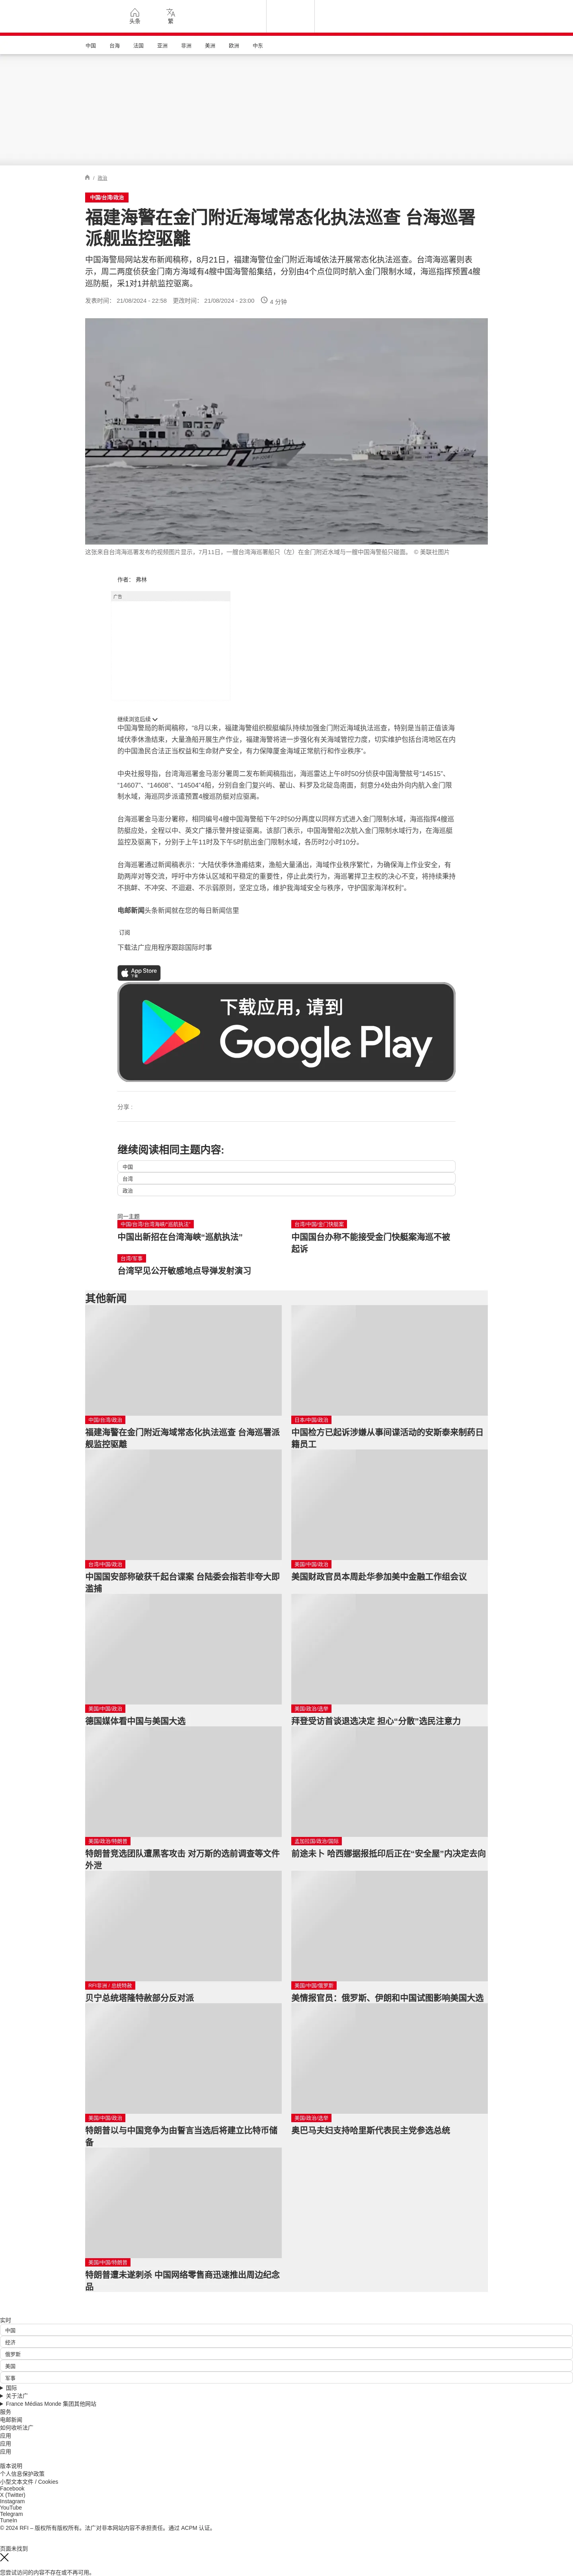 头条
繁
中国
台海
法国
亚洲
非洲
美洲
欧洲
中东
/ 政治
中国/台湾/政治
福建海警在金门附近海域常态化执法巡查 台海巡署
派舰监控驱離
中国海警局网站发布新闻稿称，8月21日，福建海警位金门附近海域依法开展常态化执法巡查。台湾海巡署则表
示，周二两度侦获金门南方海域有4艘中国海警船集结，分别由4个点位同时航入金门限制水域，海巡指挥预置4艘
巡防艇，采1对1并航监控驱离。
发表时间： 21/08/2024 - 22:58 更改时间： 21/08/2024 - 23:00 4 分钟
这张来自台湾海巡署发布的视频图片显示，7月11日，一艘台湾海巡署船只（左）在金门附近水域与一艘中国海警船只碰面。 © 美联社图片
作者： 弗林
广告
继续浏览后续
中国海警局的新闻稿称，“8月以来，福建海警组织舰艇编队持续加强金门附近海域执法巡查，特别是当前正值该海
域伏季休渔结束，大量渔船开展生产作业，福建海警将进一步强化有关海域管控力度，切实维护包括台湾地区在内
的中国渔民合法正当权益和生命财产安全，有力保障厦金海域正常航行和作业秩序”。
中央社报导指，台湾海巡署金马澎分署周二发布新闻稿指出，海巡雷达上午8时50分侦获中国海警舷号“14515”、
“14607”、“14608”、“14504”4船，分别自金门复兴屿、翟山、料罗及北碇岛南面，刻意分4处由外向内航入金门限
制水域，海巡同步派遣预置4艘巡防艇对应驱离。
台海巡署金马澎分署称，相同编号4艘中国海警船下午2时50分再度以同样方式进入金门限制水域，海巡指挥4艘巡
防艇应处，全程以中、英文广播示警并搜证驱离。该部门表示，中国海警船2次航入金门限制水域行为，在海巡艇
监控及驱离下，分别于上午11时及下午5时航出金门限制水域，各历时2小时10分。
台海巡署通过新闻稿表示：“大陆伏季休渔甫结束，渔船大量涌出，海域作业秩序繁忙，为确保海上作业安全，有
助两岸对等交流，呼吁中方体认区域和平稳定的重要性，停止此类行为，海巡署捍卫主权的决心不变，将持续秉持
不挑衅、不冲突、不迴避、不示弱原则，坚定立场，维护我海域安全与秩序，守护国家海洋权利”。
电邮新闻头条新闻就在您的每日新闻信里
订阅
下载法广应用程序跟踪国际时事
App Store
下载
下载应用，请到
Google Play
分享 :
继续阅读相同主题内容:
中国
台湾
政治
同一主题
中国/台湾/台湾海峡/“巡航执法”
中国出新招在台湾海峡“巡航执法”
台湾/中国/金门快艇案
中国国台办称不能接受金门快艇案海巡不被
起诉
台湾/军事
台湾罕见公开敏感地点导弹发射演习
其他新闻
中国/台湾/政治
福建海警在金门附近海域常态化执法巡查 台海巡署派
舰监控驱離
日本/中国/政治
中国检方已起诉涉嫌从事间谍活动的安斯泰来制药日
籍员工
台湾/中国/政治
中国国安部称破获千起台谍案 台陆委会指若非夸大即
滥捕
美国/中国/政治
美国财政官员本周赴华参加美中金融工作组会议
美国/中国/政治
德国媒体看中国与美国大选
美国/政治/选举
拜登受访首谈退选决定 担心“分散”选民注意力
美国/政治/特朗普
特朗普竞选团队遭黑客攻击 对万斯的选前调查等文件
外泄
孟加拉国/政治/国际
前途未卜 哈西娜据报抵印后正在“安全屋”内决定去向
RFI非洲 / 总统特赦
贝宁总统塔隆特赦部分反对派
美国/中国/俄罗斯
美情报官员：俄罗斯、伊朗和中国试图影响美国大选
美国/中国/政治
特朗普以与中国竞争为由誓言当选后将建立比特币储
备
美国/政治/选举
奥巴马夫妇支持哈里斯代表民主党参选总统
美国/中国/特朗普
特朗普遭未遂刺杀 中国网络零售商迅速推出周边纪念
品
实时
中国
经济
俄罗斯
美国
军事
国际
关于法广
France Médias Monde 集团其他网站
服务
电邮新闻
如何收听法广
应用
应用
应用
版本说明
个人信息保护政策
小型文本文件 / Cookies
Facebook
X (Twitter)
Instagram
YouTube
Telegram
TuneIn
© 2024 RFI – 版权所有版权所有。法广对非本网站内容不承担责任。通过 ACPM 认证。
页面未找到
您尝试访问的内容不存在或不再可用。